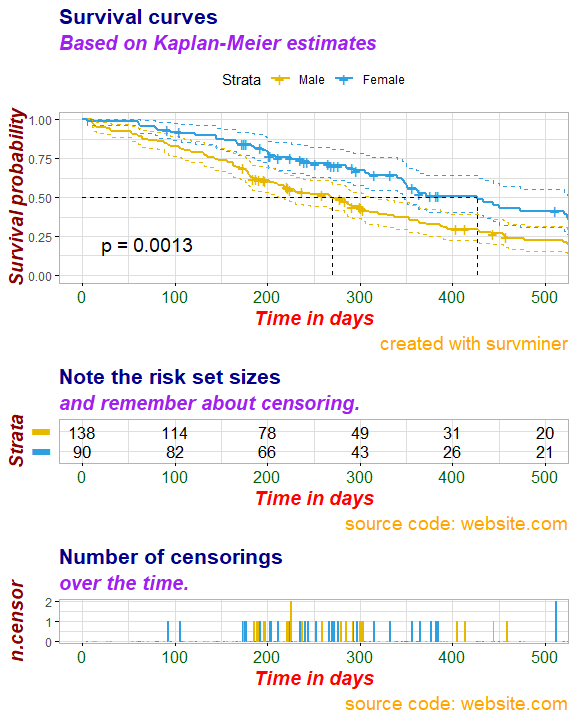 Survival curves
Based on Kaplan-Meier estimates
Strata Male Female
Survival probability
1.00
0.75
0.50
0.25
0.00
p = 0.0013
0 100 200 300 400 500
Time in days
created with survminer
Note the risk set sizes
and remember about censoring.
Strata
138 114 78 49 31 20
90 82 66 43 26 21
0 100 200 300 400 500
Time in days
source code: website.com
Number of censorings
over the time.
n.censor
2
1
0
0 100 200 300 400 500
Time in days
source code: website.com